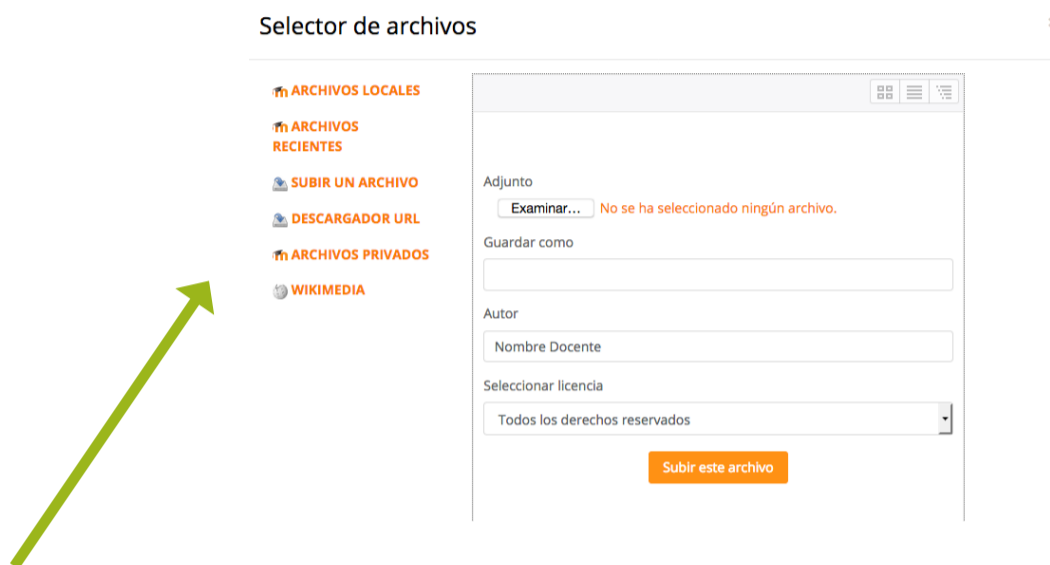 Selector de archivos
ARCHIVOS LOCALES
ARCHIVOS
RECIENTES
SUBIR UN ARCHIVO
DESCARGADOR URL
ARCHIVOS PRIVADOS
WIKIMEDIA
Adjunto
Examinar... No se ha seleccionado ningún archivo.
Guardar como
Autor
Nombre Docente
Seleccionar licencia
Todos los derechos reservados
Subir este archivo